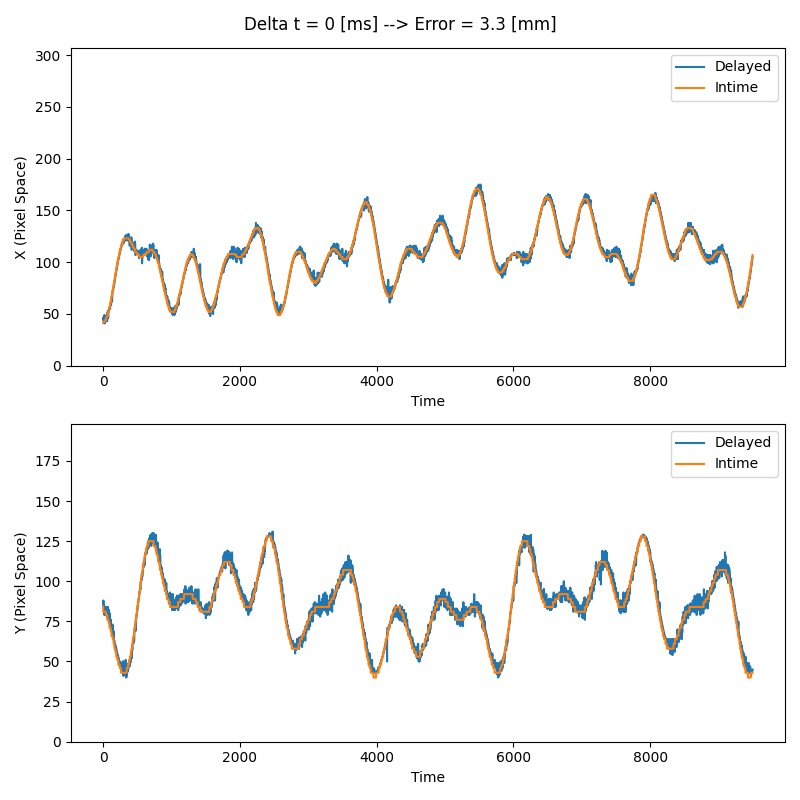 Delta t = 0 [ms] --> Error = 3.3 [mm]
300
250
200
150
100
50
0
X (Pixel Space)
Delayed
Intime
0 2000 4000 6000 8000
Time
175
150
125
100
75
50
25
0
Y (Pixel Space)
Delayed
Intime
0 2000 4000 6000 8000
Time